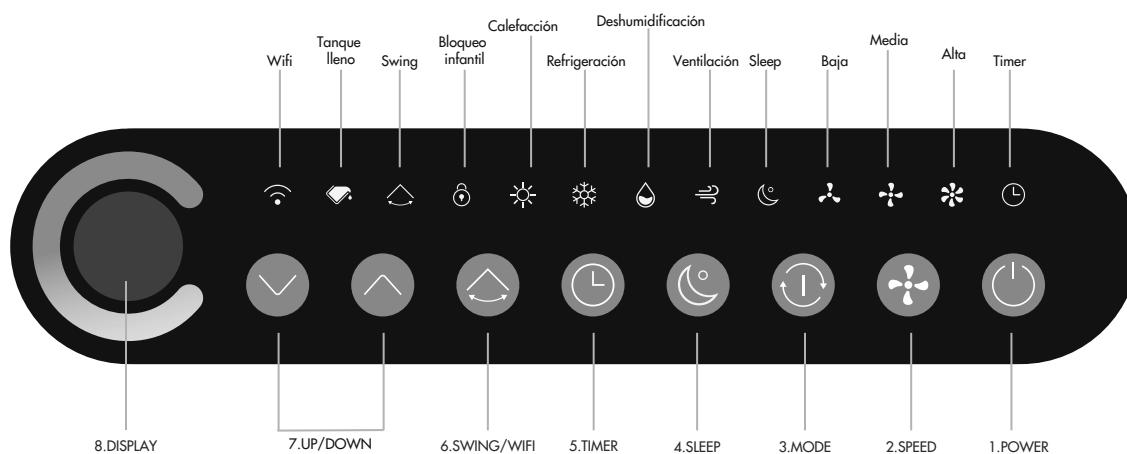 Wifi
Tanque
lleno
Swing
Bloqueo
infantil
Calefacción
Refrigeración
Deshumidificación
Ventilación
Sleep
Baja
Media
Alta
Timer
8.DISPLAY
7.UP/DOWN
6.SWING/WIFI
5.TIMER
4.SLEEP
3.MODE
2.SPEED
1.POWER